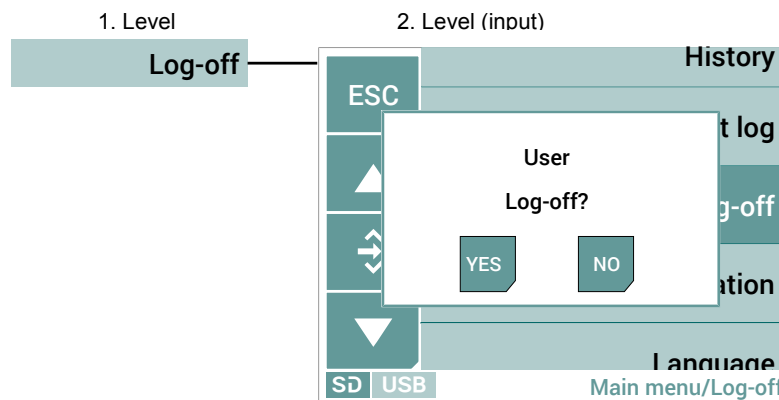 1. Level
2. Level (input)
Log-off
History
ESC
t log
User
Log-off?
g-off
YES
NO
ation
Language
SD USB
Main menu/Log-off